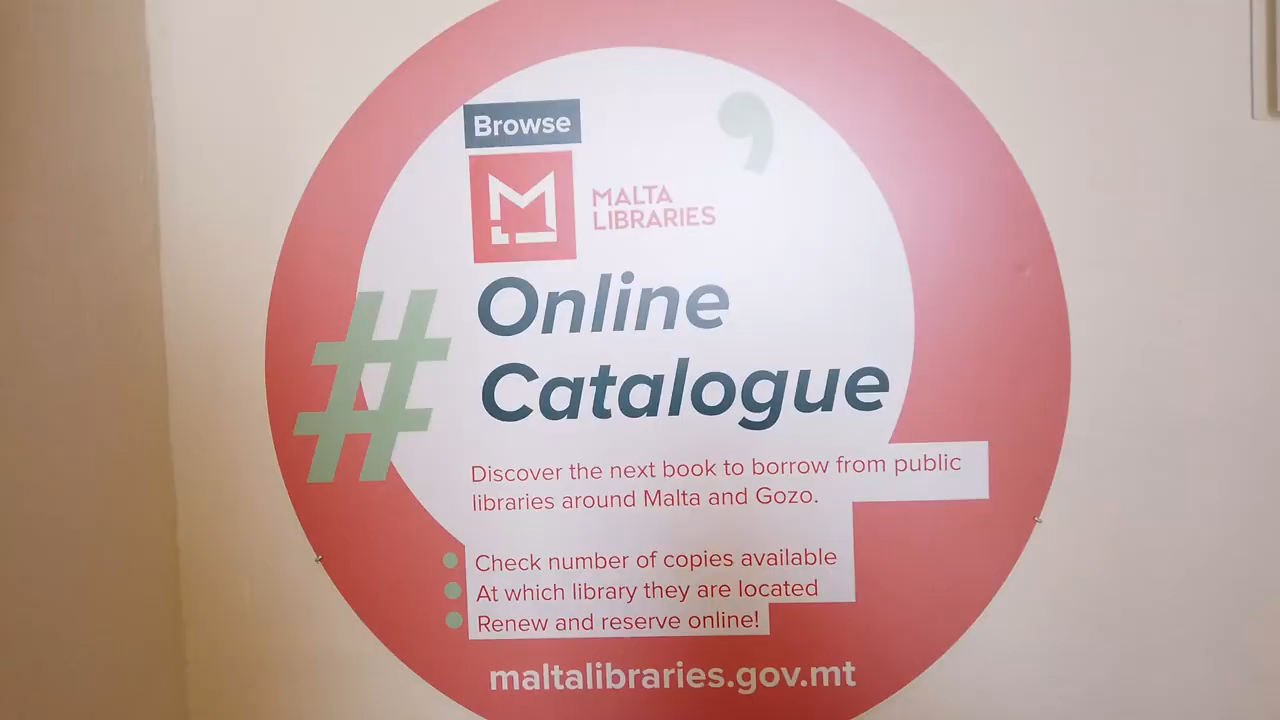 Browse
MALTA
LIBRARIES
#
Online
Catalogue
Discover the next book to borrow from public
libraries around Malta and Gozo.
Check number of copies available
At which library they are located
Renew and reserve online!
maltalibraries.gov.mt